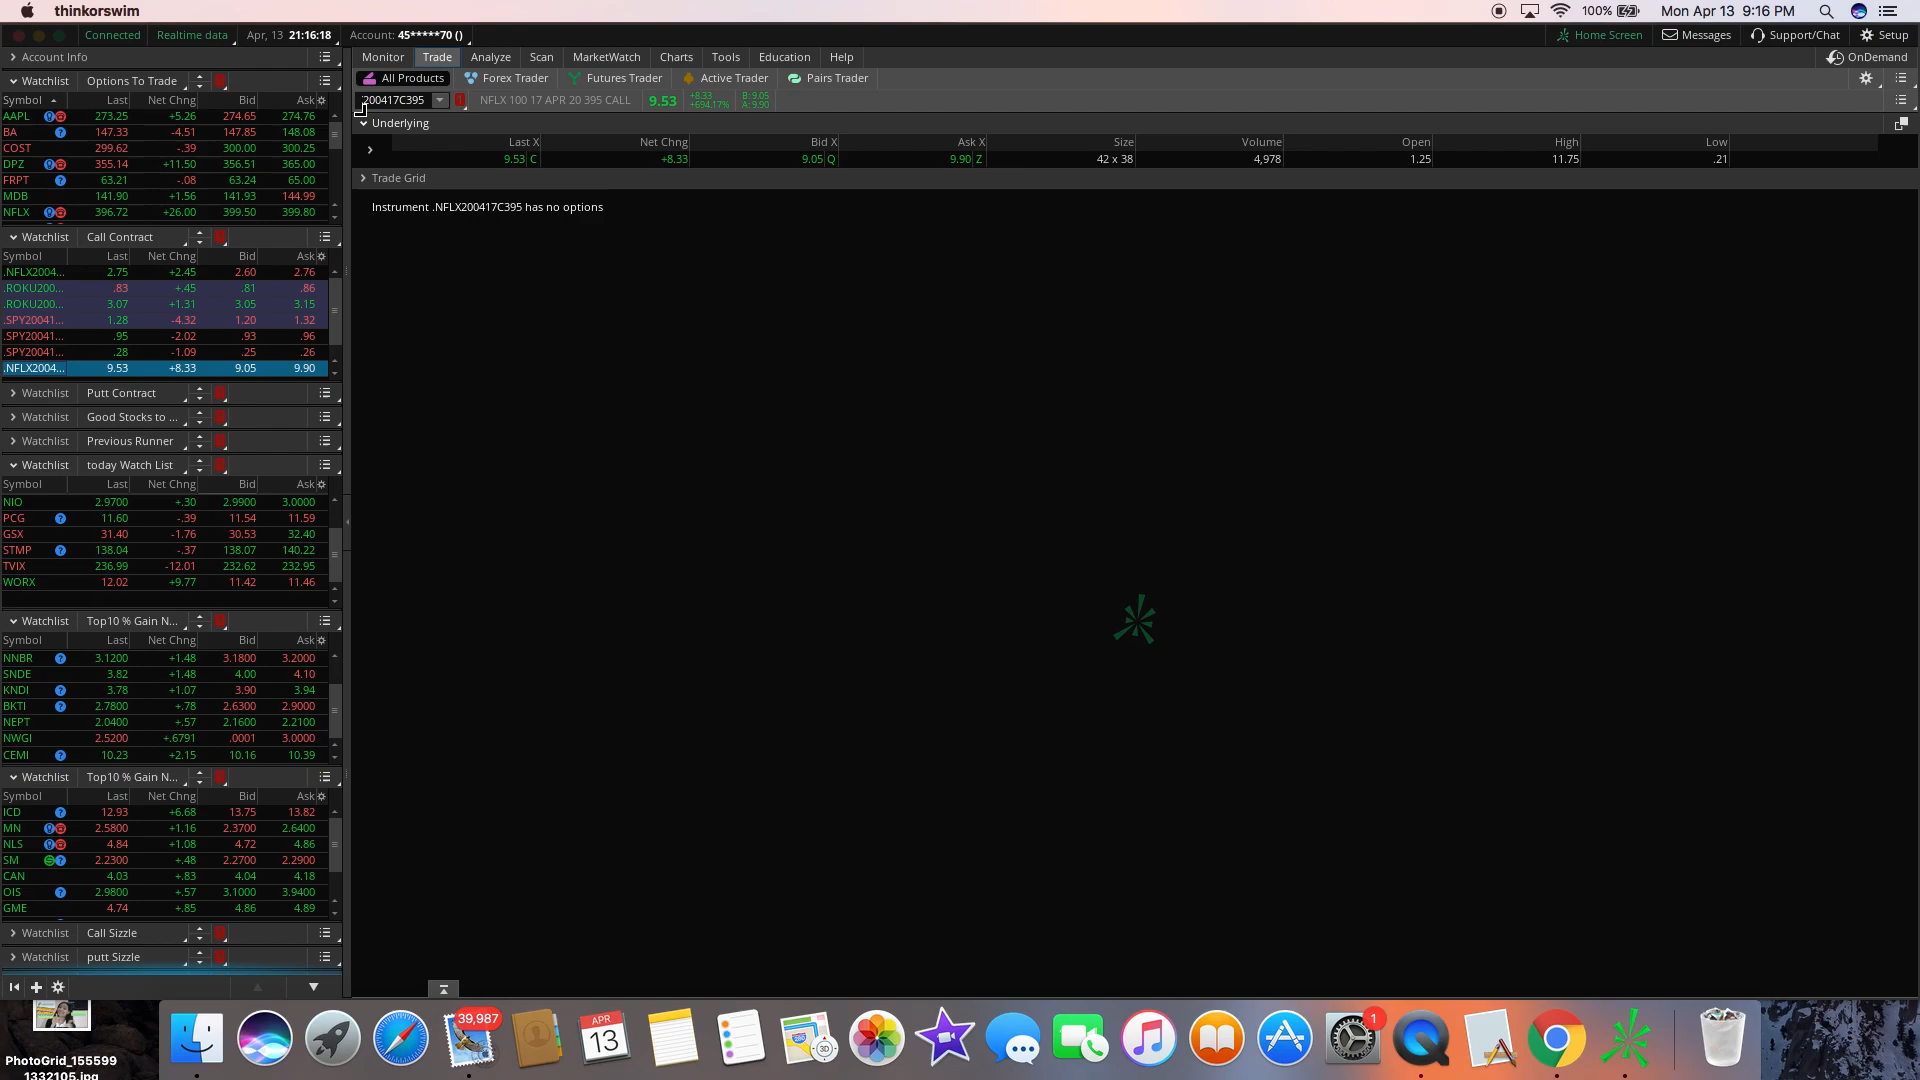 thinkorswim
100%
Mon Apr 13 9:16 PM
Connected
Realtime data
Apr, 13 21:16:18
Account: 45*****70 ()
Home Screen
Messages
Support/Chat
Setup
Account Info
Monitor
Trade
Analyze
Scan
MarketWatch
Charts
Tools
Education
Help
OnDemand
All Products
Forex Trader
Futures Trader
Active Trader
Pairs Trader
200417C395
NFLX 100 17 APR 20 395 CALL
9.53
+8.33
+694.17%
B: 9.05
A: 9.90
Underlying
Last X Net Chng Bid X Ask X Size Volume Open High Low
9.53 C +8.33 9.05 Q 9.90 Z 42 x 38 4,978 1.25 11.75 .21
Trade Grid
Instrument .NFLX200417C395 has no options
Watchlist Options To Trade
Symbol Last Net Chng Bid Ask
AAPL 273.25 +5.26 274.65 274.76
BA 147.33 -4.51 147.85 148.08
COST 299.62 -.39 300.00 300.25
DPZ 355.14 +11.50 356.51 365.00
FRPT 63.21 -.08 63.24 65.00
MDB 141.90 +1.56 141.93 144.99
NFLX 396.72 +26.00 399.50 399.80
Watchlist Call Contract
Symbol Last Net Chng Bid Ask
.NFLX2004... 2.75 +2.45 2.60 2.76
.ROKU200... .83 +.45 .81 .86
.ROKU200... 3.07 +1.31 3.05 3.15
.SPY20041... 1.28 -4.32 1.20 1.32
.SPY20041... .95 -2.02 .93 .96
.SPY20041... .28 -1.09 .25 .26
.NFLX2004... 9.53 +8.33 9.05 9.90
Watchlist Putt Contract
Watchlist Good Stocks to ...
Watchlist Previous Runner
Watchlist today Watch List
Symbol Last Net Chng Bid Ask
NIO 2.9700 +.30 2.9900 3.0000
PCG 11.60 -.39 11.54 11.59
GSX 31.40 -1.76 30.53 32.40
STMP 138.04 -.37 138.07 140.22
TVIX 236.99 -12.01 232.62 232.95
WORX 12.02 +9.77 11.42 11.46
Watchlist Top10 % Gain N...
Symbol Last Net Chng Bid Ask
NNBR 3.1200 +1.48 3.1800 3.2000
SNDE 3.82 +1.48 4.00 4.10
KNDI 3.78 +1.07 3.90 3.94
BKTI 2.7800 +.78 2.6300 2.9000
NEPT 2.0400 +.57 2.1600 2.2100
NWGI 2.5200 +.6791 .0001 3.0000
CEMI 10.23 +2.15 10.16 10.39
Watchlist Top10 % Gain N...
Symbol Last Net Chng Bid Ask
ICD 12.93 +6.68 13.75 13.82
MN 2.5800 +1.16 2.3700 2.6400
NLS 4.84 +1.08 4.72 4.86
SM 2.2300 +.48 2.2700 2.2900
CAN 4.03 +.83 4.04 4.18
OIS 2.9800 +.57 3.1000 3.9400
GME 4.74 +.85 4.86 4.89
Watchlist Call Sizzle
Watchlist putt Sizzle
39,987
APR
13
3D
1
PhotoGrid_155599
1332105.jpg